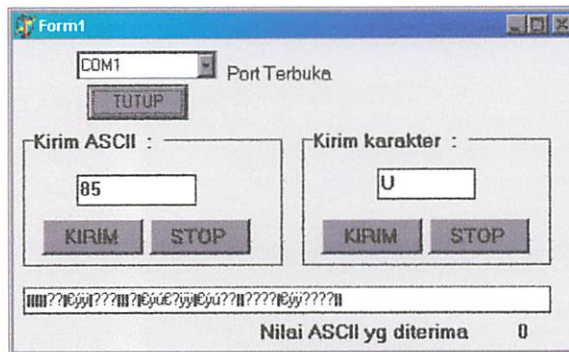 Form1
COM1
Port Terbuka
TUTUP
Kirim ASCII :
85
KIRIM STOP
Kirim karakter :
U
KIRIM STOP
Nilai ASCII yg diterima 0